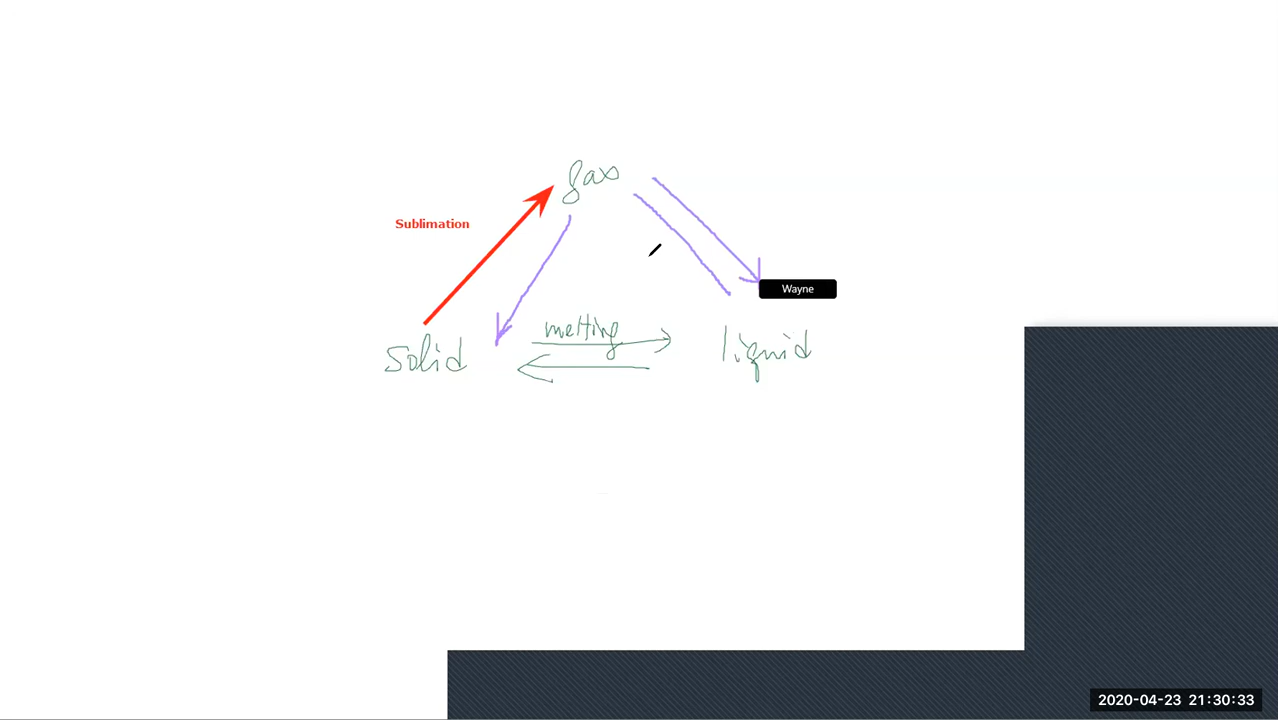 gas
Sublimation
Wayne
melting
solid
liquid
2020-04-23 21:30:33